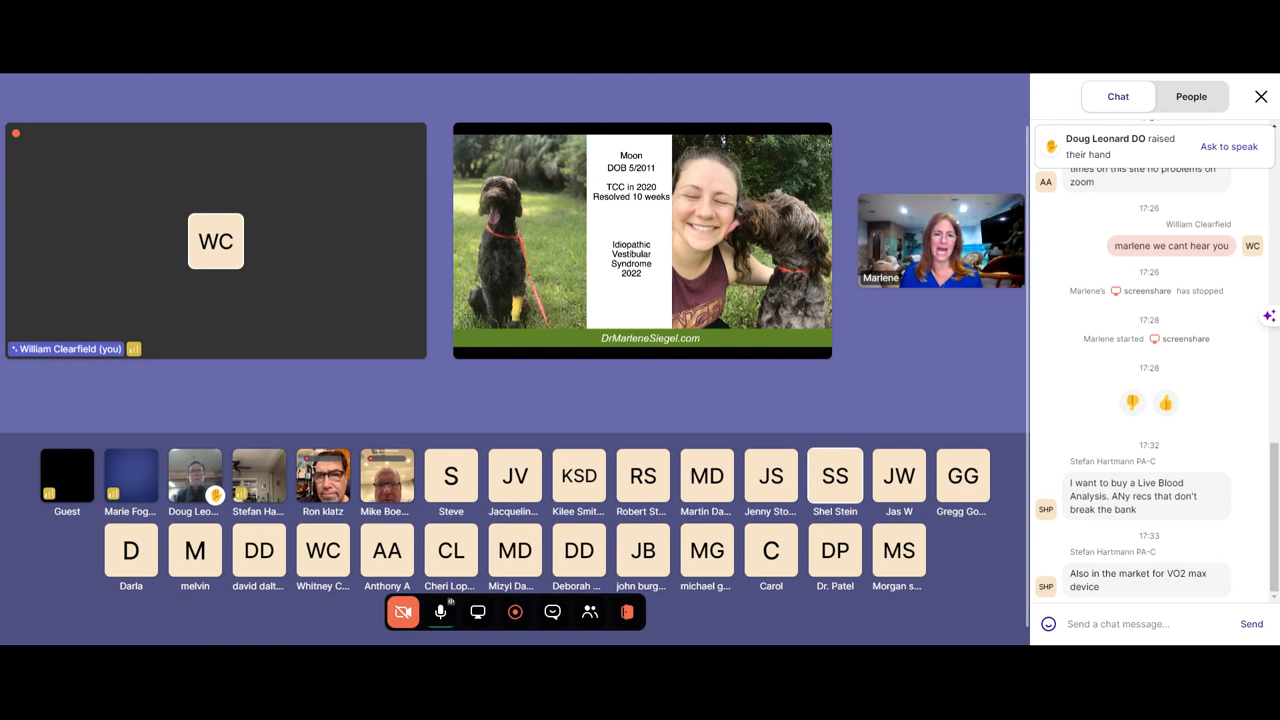 WC
William Clearfield (you)
Moon
DOB 5/2011
TCC in 2020
Resolved 10 weeks
Idiopathic
Vestibular
Syndrome
2022
DrMarleneSiegel.com
Marlene
Guest
Marie Fog...
Doug Leo...
Stefan Ha...
Ron klatz
Mike Boe...
S
Steve
JV
Jacquelin...
KSD
Kilee Smit...
RS
Robert St...
MD
Martin Da...
JS
Jenny Sto...
SS
Shel Stein
JW
Jas W
GG
Gregg Go...
D
Darla
M
melvin
DD
david dalt...
WC
Whitney C...
AA
Anthony A
CL
Cheri Lop...
MD
Mizyl Da...
DD
Deborah ...
JB
john burg...
MG
michael g...
C
Carol
DP
Dr. Patel
MS
Morgan s...
Chat
People
Doug Leonard DO raised
their hand
Ask to speak
times on this site no problems on
zoom
AA
17:26
William Clearfield
marlene we cant hear you
WC
17:26
Marlene's screenshare has stopped
17:28
Marlene started screenshare
17:28
17:32
Stefan Hartmann PA-C
I want to buy a Live Blood
Analysis. ANy recs that don't
break the bank
SHP
17:33
Stefan Hartmann PA-C
Also in the market for VO2 max
device
SHP
Send a chat message...
Send